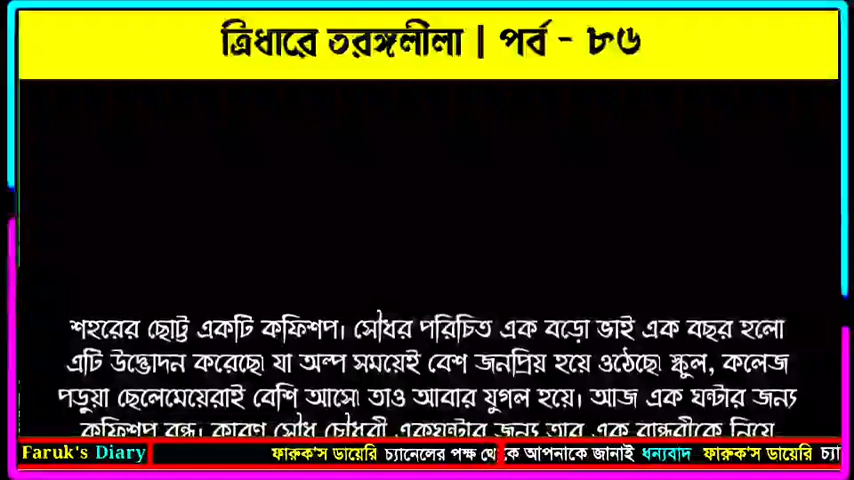 ত্রিধারে তরঙ্গলীলা | পর্ব - ৮৬
শহরের ছোট্ট একটি কফিশপ। সৌধর পরিচিত এক বড়ো ভাই এক বছর হলো
এটি উদ্ভোদন করেছে। যা অল্প সময়েই বেশ জনপ্রিয় হয়ে ওঠেছে। স্কুল, কলেজ
পড়ুয়া ছেলেমেয়েরাই বেশি আসে। তাও আবার যুগল হয়ে। আজ এক ঘন্টার জন্য
কফিশপ বন্ধ। কারণ সৌধ চৌধুরী একঘন্টার জন্য তার এক বান্ধবীকে নিয়ে
Faruk's Diary ফারুক'স ডায়েরি চ্যানেলের পক্ষ থেকে আপনাকে জানাই ধন্যবাদ ফারুক'স ডায়েরি